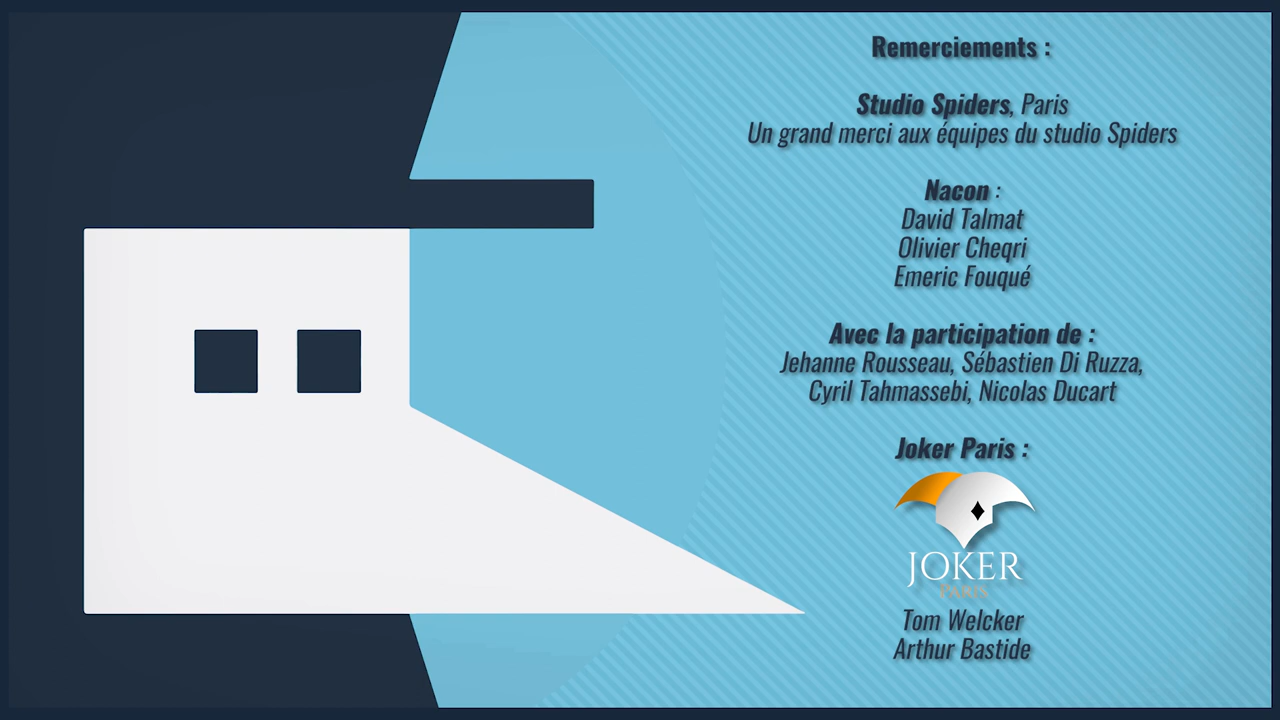 Remerciements :
Studio Spiders, Paris
Un grand merci aux équipes du studio Spiders
Nacon :
David Talmat
Olivier Cheqri
Emeric Fouqué
Avec la participation de :
Jehanne Rousseau, Sébastien Di Ruzza,
Cyril Tahmassebi, Nicolas Ducart
Joker Paris :
JOKER
PARIS
Tom Welcker
Arthur Bastide